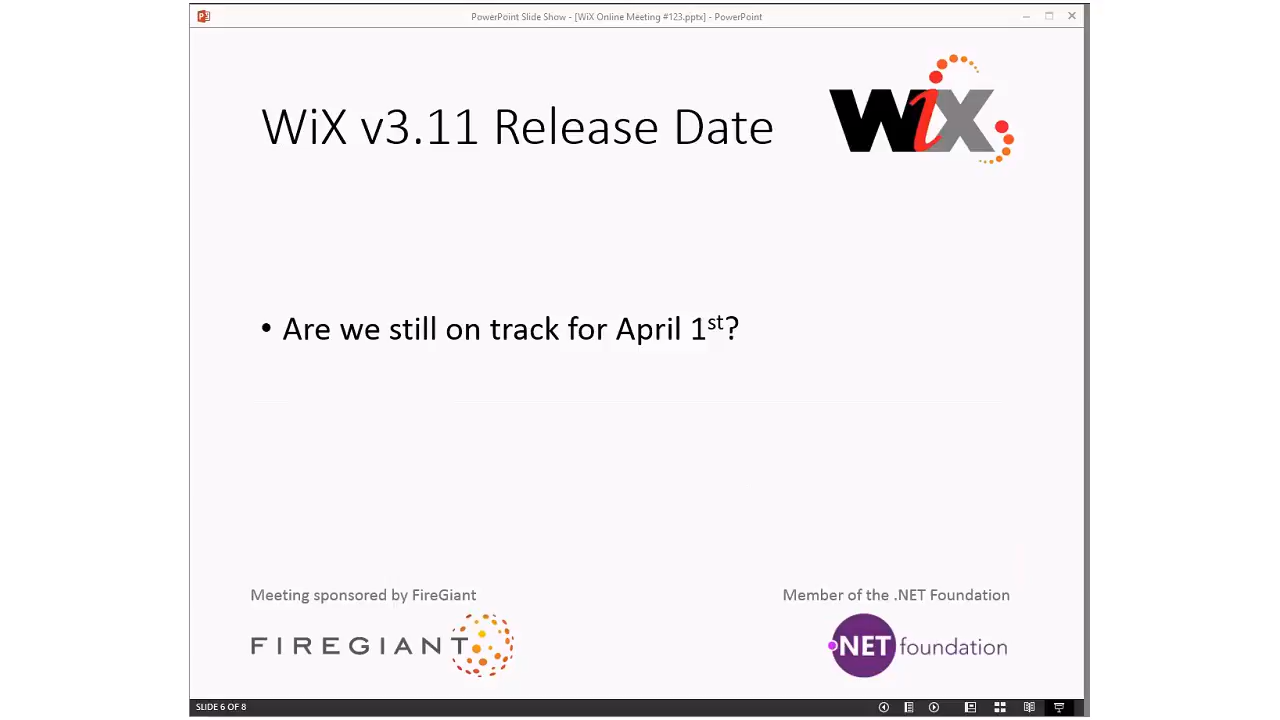 PowerPoint Slide Show - [WiX Online Meeting #123.pptx] - PowerPoint
WiX v3.11 Release Date
WiX
• Are we still on track for April 1st?
Meeting sponsored by FireGiant
Member of the .NET Foundation
FIREGIANT
.NET foundation
SLIDE 6 OF 8